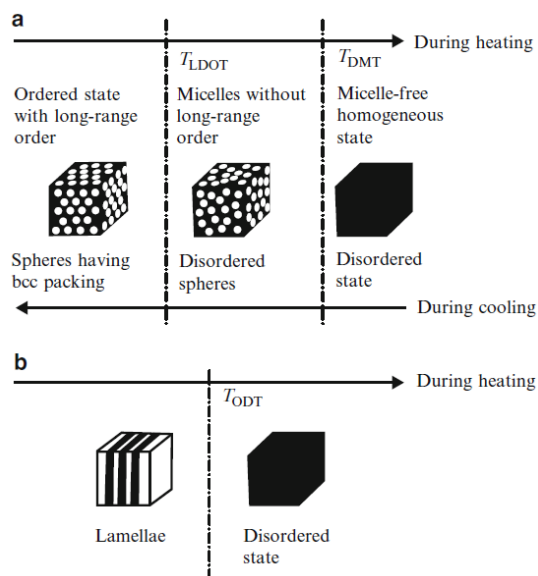 a
During heating
T_LDOT
T_DMT
Ordered state
with long-range
order
Micelles without
long-range
order
Micelle-free
homogeneous
state
Spheres having
bcc packing
Disordered
spheres
Disordered
state
During cooling
b
During heating
T_ODT
Lamellae
Disordered
state